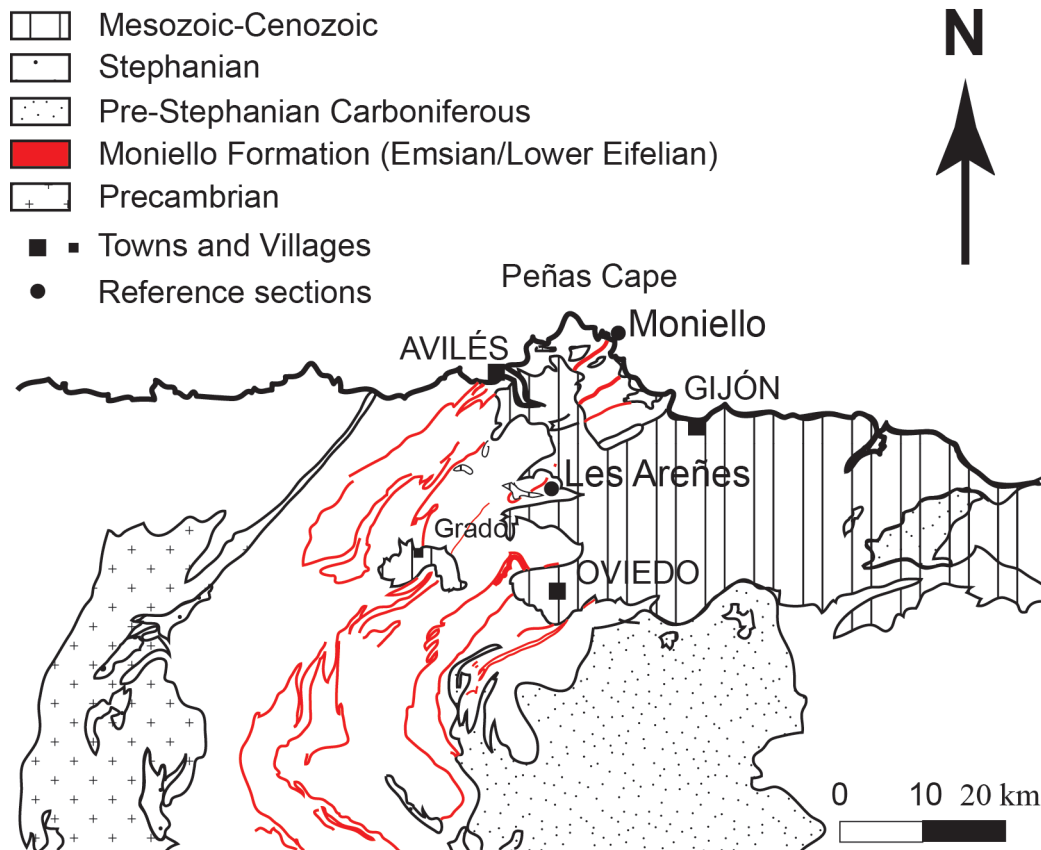 Mesozoic-Cenozoic
Stephanian
Pre-Stephanian Carboniferous
Moniello Formation (Emsian/Lower Eifelian)
Precambrian
Towns and Villages
Reference sections
N
Peñas Cape
Moniello
AVILÉS
GIJÓN
Les Areñes
Grado
OVIEDO
0 10 20 km